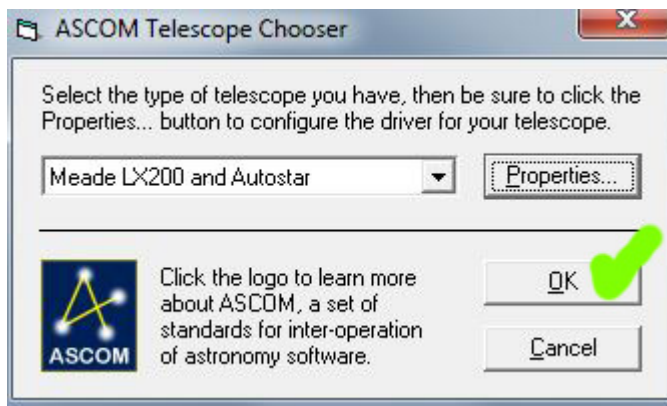 ASCOM Telescope Chooser
Select the type of telescope you have, then be sure to click the
Properties... button to configure the driver for your telescope.
Meade LX200 and Autostar
Properties...
Click the logo to learn more
about ASCOM, a set of
standards for inter-operation
of astronomy software.
ASCOM
OK
Cancel